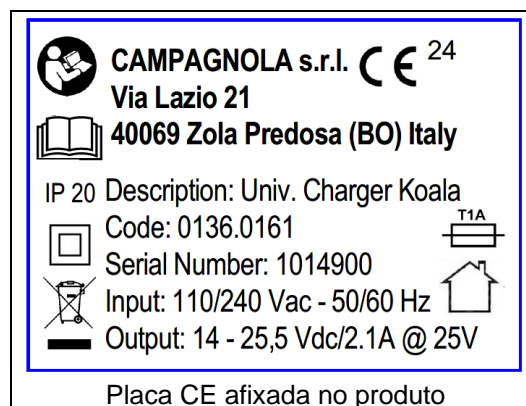 CAMPAGNOLA s.r.l. CE 24
Via Lazio 21
40069 Zola Predosa (BO) Italy
IP 20 Description: Univ. Charger Koala
Code: 0136.0161
T1A
Serial Number: 1014900
Input: 110/240 Vac - 50/60 Hz
Output: 14 - 25,5 Vdc/2.1A @ 25V
Placa CE afixada no produto